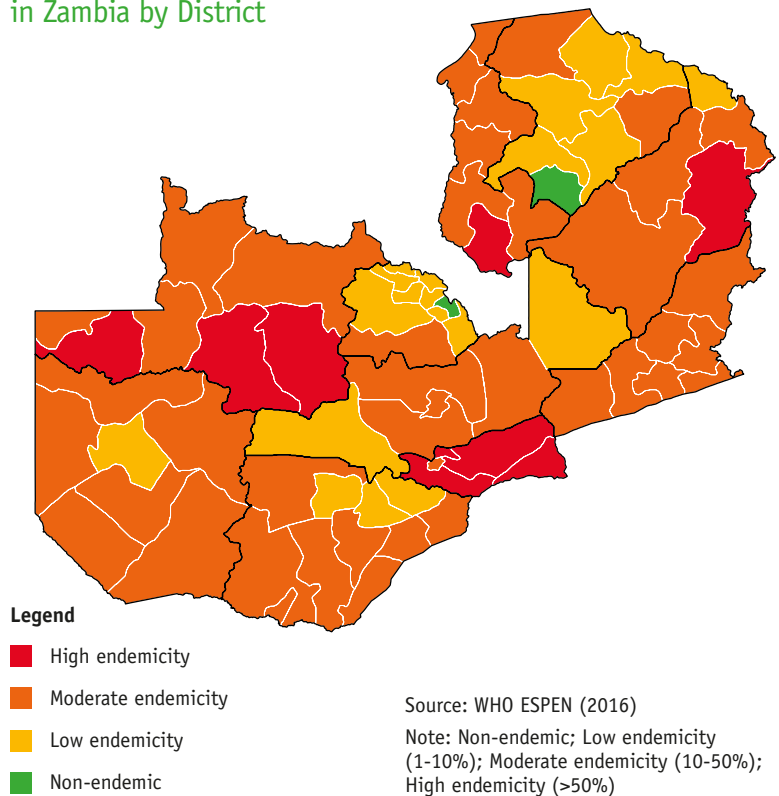 in Zambia by District
Legend
High endemicity
Moderate endemicity
Low endemicity
Non-endemic
Source: WHO ESPEN (2016)
Note: Non-endemic; Low endemicity
(1-10%); Moderate endemicity (10-50%);
High endemicity (>50%)